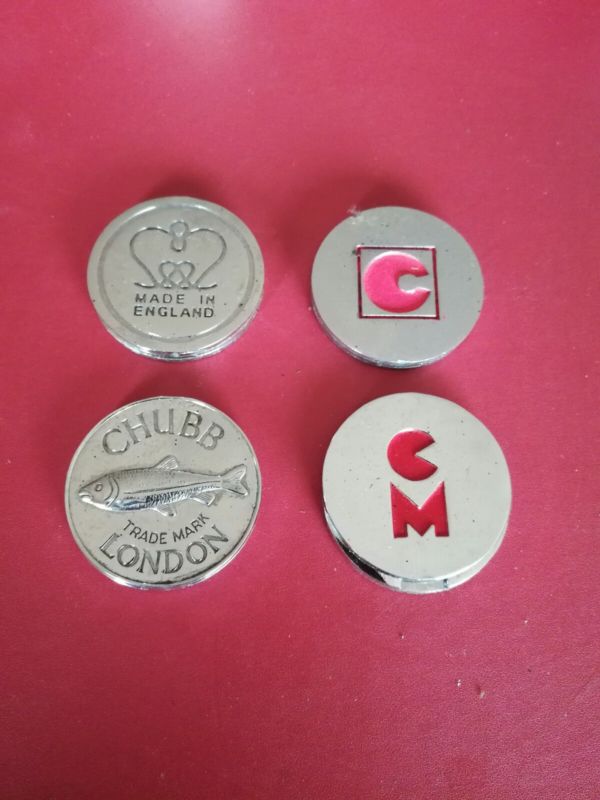 MADE IN
ENGLAND
C
CHUBB
TRADE MARK
LONDON
C
M